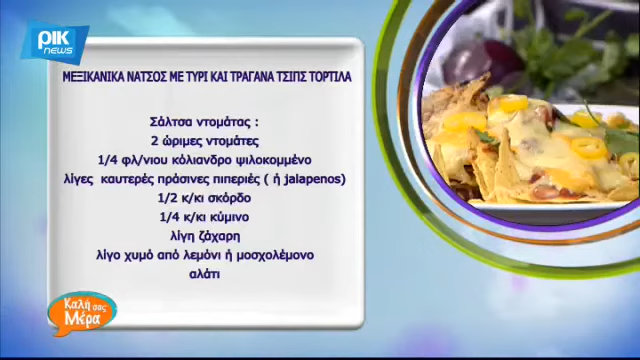 ΡΙΚ
news
ΜΕΞΙΚΑΝΙΚΑ ΝΑΤΣΟΣ ΜΕ ΤΥΡΙ ΚΑΙ ΤΡΑΓΑΝΑ ΤΣΙΠΣ ΤΟΡΤΙΛΑ
Σάλτσα ντομάτας :
2 ώριμες ντομάτες
1/4 φλ/νιου κόλιανδρο ψιλοκομμένο
λίγες καυτερές πράσινες πιπεριές ( ή jalapenos)
1/2 κ/κι σκόρδο
1/4 κ/κι κύμινο
λίγη ζάχαρη
λίγο χυμό από λεμόνι ή μοσχολέμονο
αλάτι
Καλή σας
Μέρα